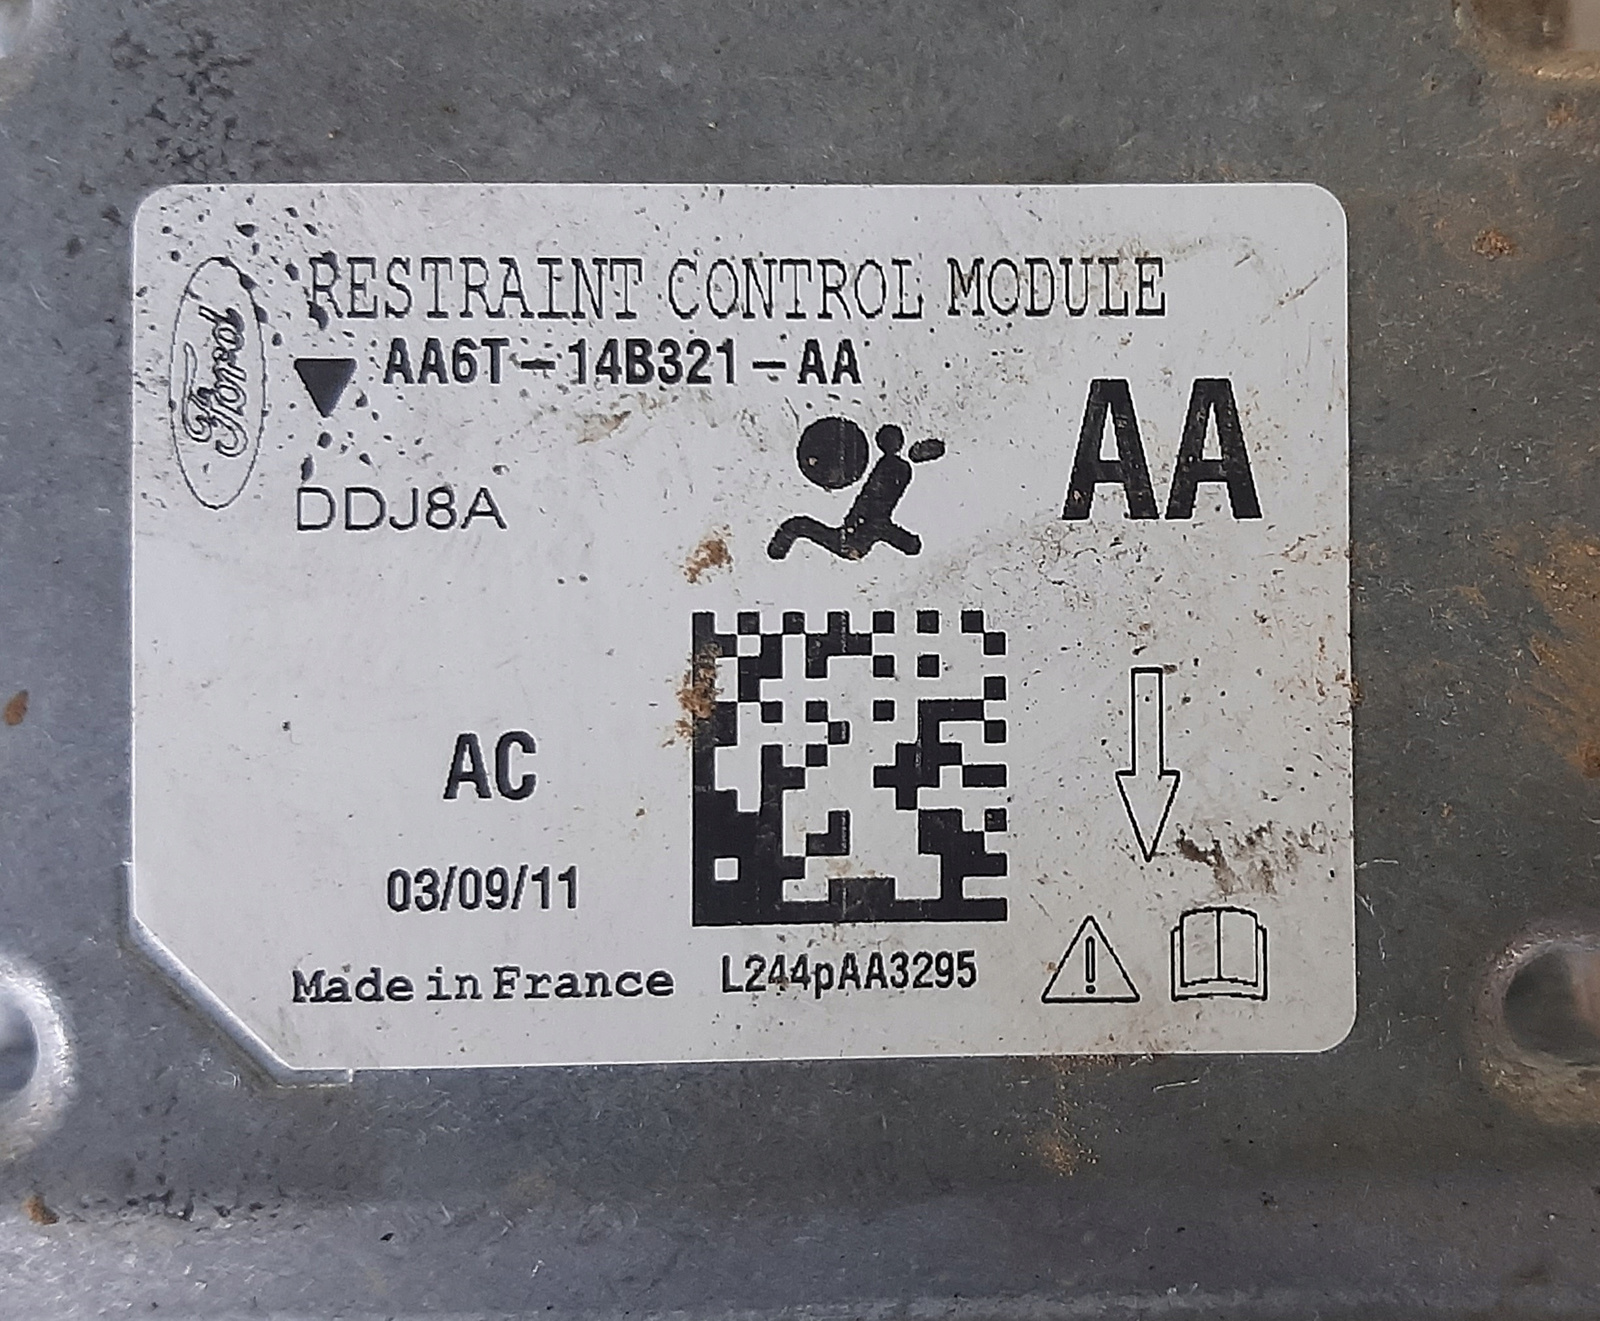 Ford
RESTRAINT CONTROL MODULE
AA6T-14B321-AA
AA
DDJ8A
AC
03/09/11
Made in France
L244pAA3295